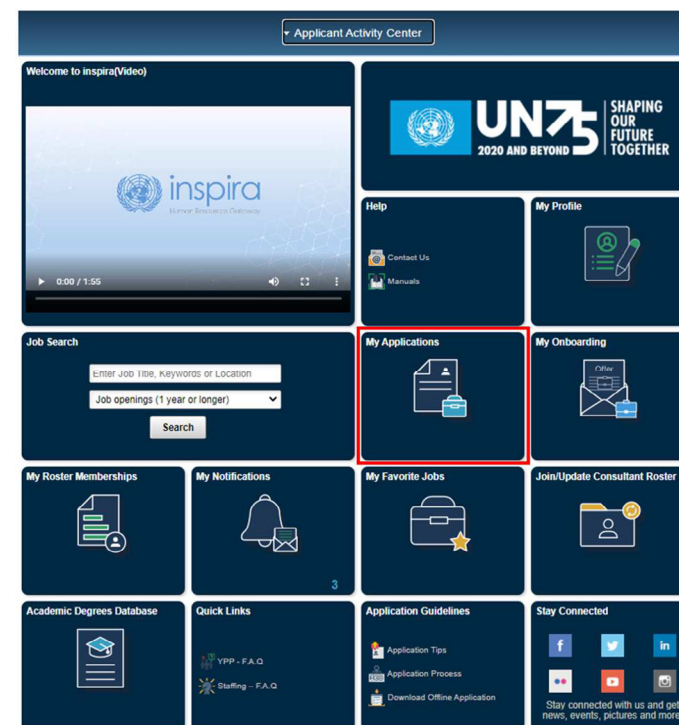 Applicant Activity Center
Welcome to inspira(Video)
inspira
Human Resources Gateway
0:00 / 1:55
UN75
2020 AND BEYOND
SHAPING
OUR
FUTURE
TOGETHER
Help
Contact Us
Manuals
My Profile
Job Search
Enter Job Title, Keywords or Location
Job openings (1 year or longer)
Search
My Applications
My Onboarding
Offer
My Roster Memberships
My Notifications
3
My Favorite Jobs
Join/Update Consultant Roster
Academic Degrees Database
Quick Links
YPP - F.A.Q
Staffing – F.A.Q
Application Guidelines
Application Tips
Application Process
Download Offline Application
Stay Connected
f
in
Stay connected with us and get
news, events, pictures and more